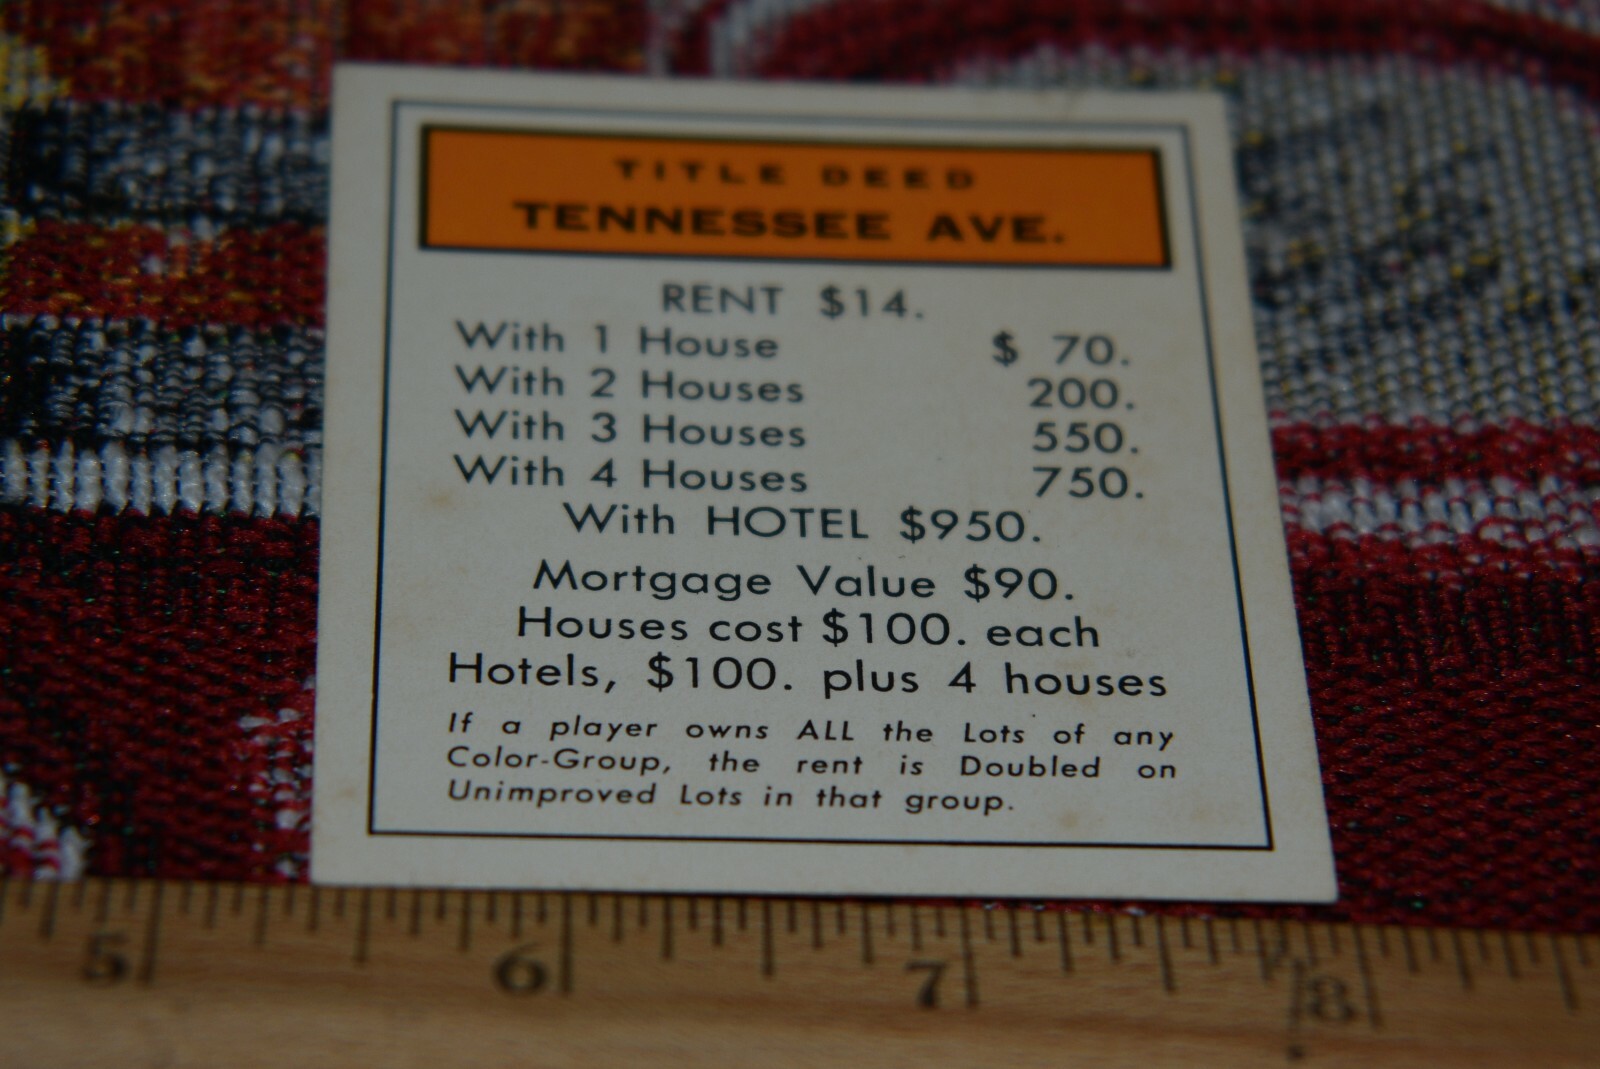 TITLE DEED
TENNESSEE AVE.
RENT $14.
With 1 House $ 70.
With 2 Houses 200.
With 3 Houses 550.
With 4 Houses 750.
With HOTEL $950.
Mortgage Value $90.
Houses cost $100. each
Hotels, $100. plus 4 houses
If a player owns ALL the Lots of any
Color-Group, the rent is Doubled on
Unimproved Lots in that group.
5 6 7 8